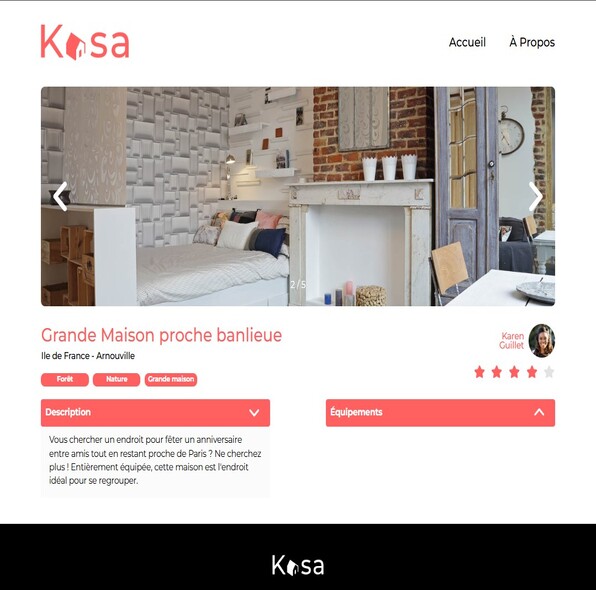 Kasa
Accueil À Propos
2 / 5
Grande Maison proche banlieue
Ile de France - Arnouville
Karen
Guillet
Forêt Nature Grande maison
Description
Équipements
Vous chercher un endroit pour fêter un anniversaire
entre amis tout en restant proche de Paris ? Ne cherchez
plus ! Entièrement équipée, cette maison est l'endroit
idéal pour se regrouper.
Kasa